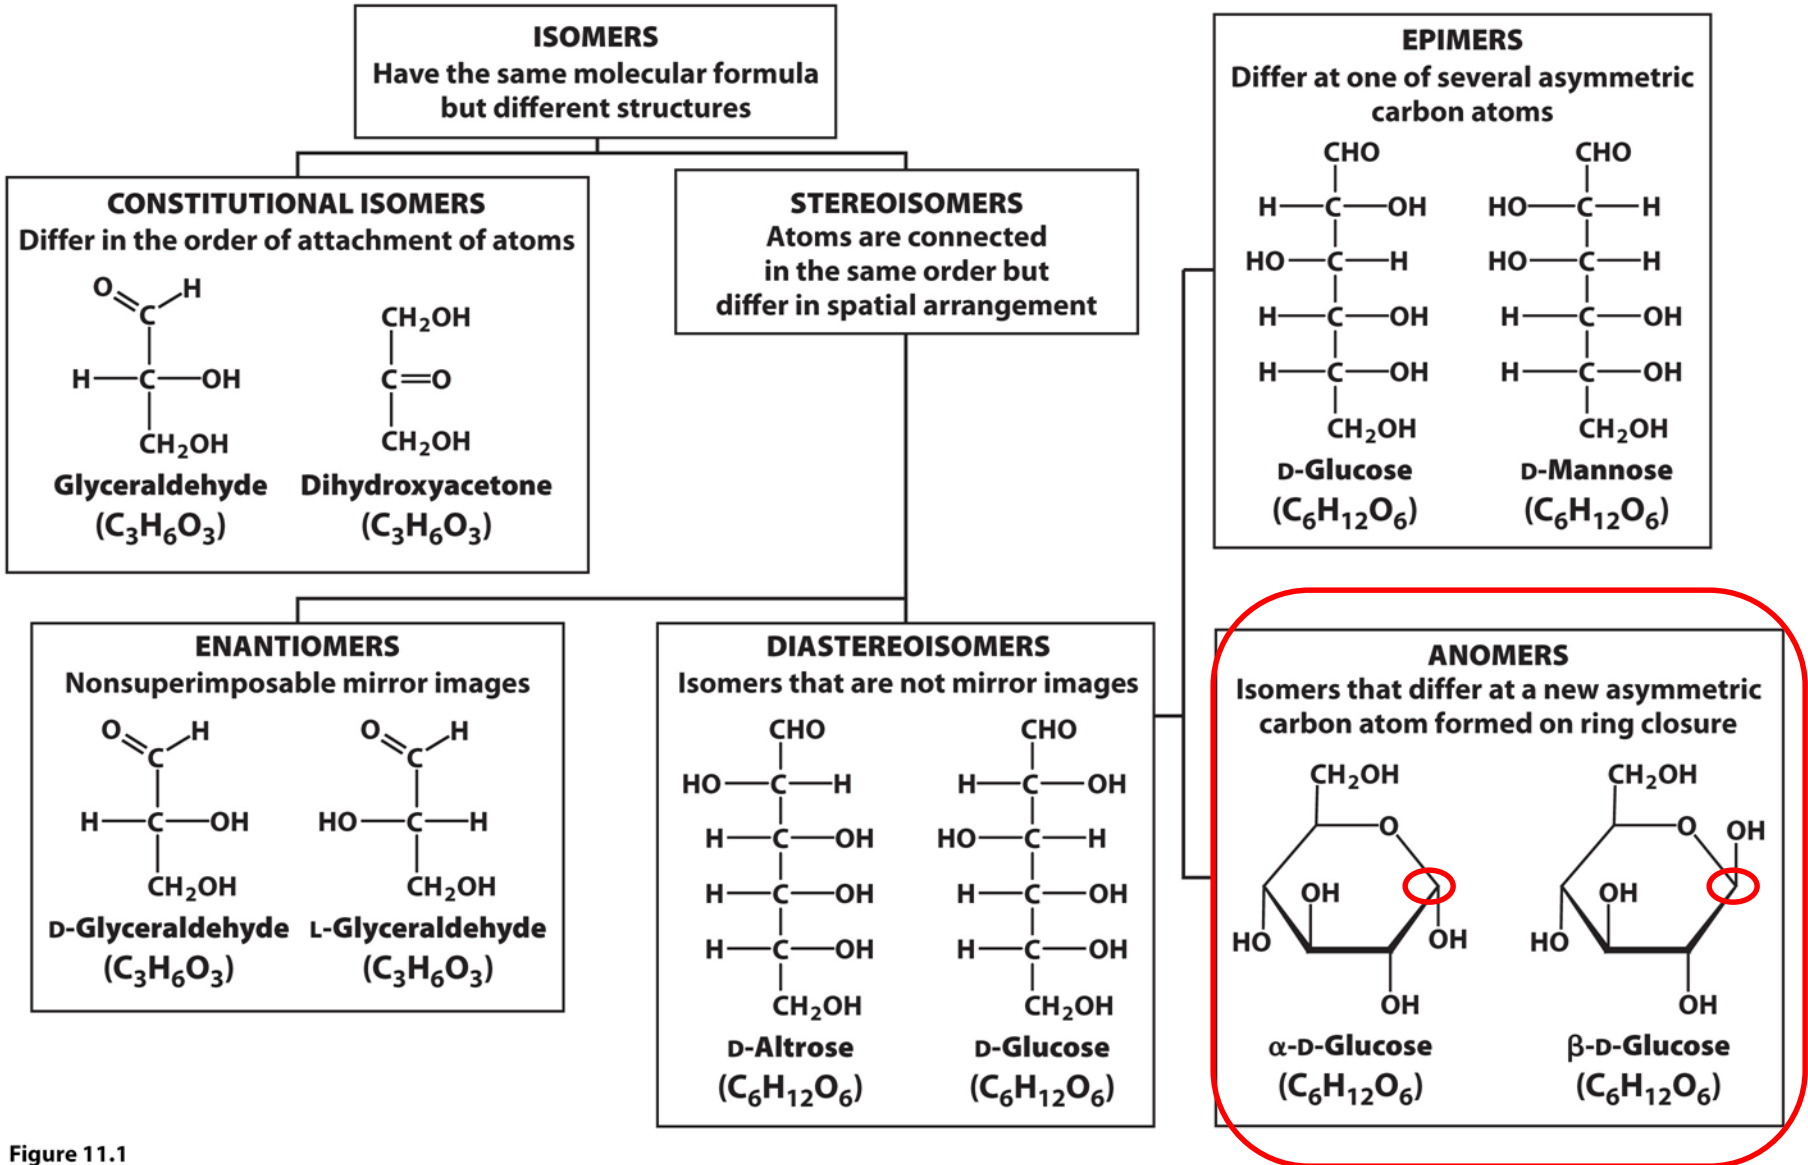 ISOMERS
Have the same molecular formula
but different structures
CONSTITUTIONAL ISOMERS
Differ in the order of attachment of atoms
O H
C
H C OH
CH₂OH
Glyceraldehyde
(C₃H₆O₃)
CH₂OH
C=O
CH₂OH
Dihydroxyacetone
(C₃H₆O₃)
STEREOISOMERS
Atoms are connected
in the same order but
differ in spatial arrangement
EPIMERS
Differ at one of several asymmetric
carbon atoms
CHO
H C OH
HO C H
H C OH
H C OH
CH₂OH
D-Glucose
(C₆H₁₂O₆)
CHO
HO C H
HO C H
H C OH
H C OH
CH₂OH
D-Mannose
(C₆H₁₂O₆)
ENANTIOMERS
Nonsuperimposable mirror images
O H
C
H C OH
CH₂OH
D-Glyceraldehyde
(C₃H₆O₃)
O H
C
HO C H
CH₂OH
L-Glyceraldehyde
(C₃H₆O₃)
DIASTEREOISOMERS
Isomers that are not mirror images
CHO
HO C H
H C OH
H C OH
H C OH
CH₂OH
D-Altrose
(C₆H₁₂O₆)
CHO
H C OH
HO C H
H C OH
H C OH
CH₂OH
D-Glucose
(C₆H₁₂O₆)
ANOMERS
Isomers that differ at a new asymmetric
carbon atom formed on ring closure
CH₂OH
O
OH
HO OH
OH
α-D-Glucose
(C₆H₁₂O₆)
CH₂OH
O OH
OH
HO
OH
β-D-Glucose
(C₆H₁₂O₆)
Figure 11.1